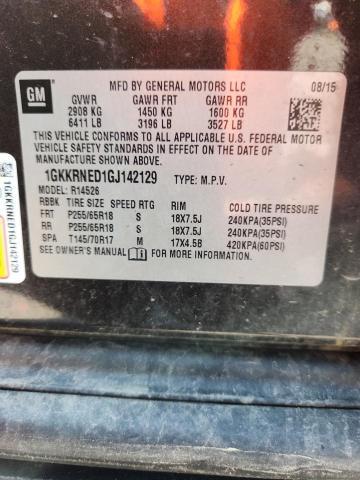 GM
MFD BY GENERAL MOTORS LLC 08/15
GVWR GAWR FRT GAWR RR
2908 KG 1450 KG 1600 KG
6411 LB 3196 LB 3527 LB
THIS VEHICLE CONFORMS TO ALL APPLICABLE U.S. FEDERAL MOTOR
VEHICLE SAFETY STANDARDS IN EFFECT ON THE DATE OF
MANUFACTURE SHOWN ABOVE.
1GKKRNED1GJ142129 TYPE: M.P.V.
MODEL: R14526
RBBK TIRE SIZE SPEED RTG RIM COLD TIRE PRESSURE
FRT P255/65R18 S 18X7.5J 240KPA(35PSI)
RR P255/65R18 S 18X7.5J 240KPA(35PSI)
SPA T145/70R17 M 17X4.5B 420KPA(60PSI)
SEE OWNER'S MANUAL FOR ADDITIONAL INFORMATION.
1GKKRNED1GJ142129